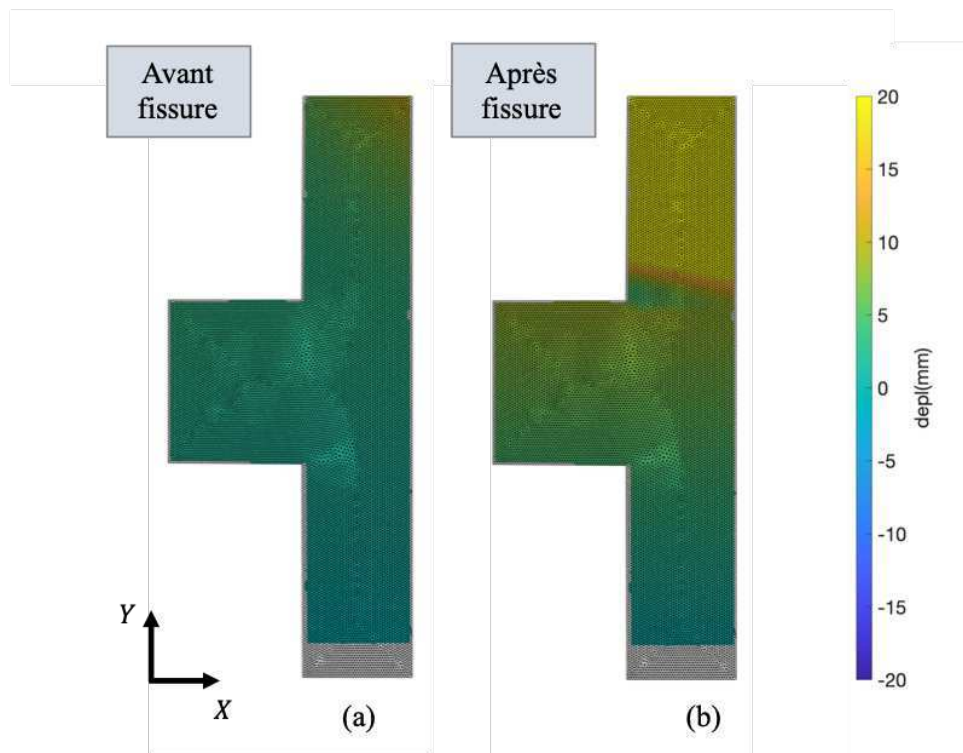 Avant
fissure
Après
fissure
20
15
10
5
0
-5
-10
-15
-20
depl(mm)
Y
X
(a)
(b)